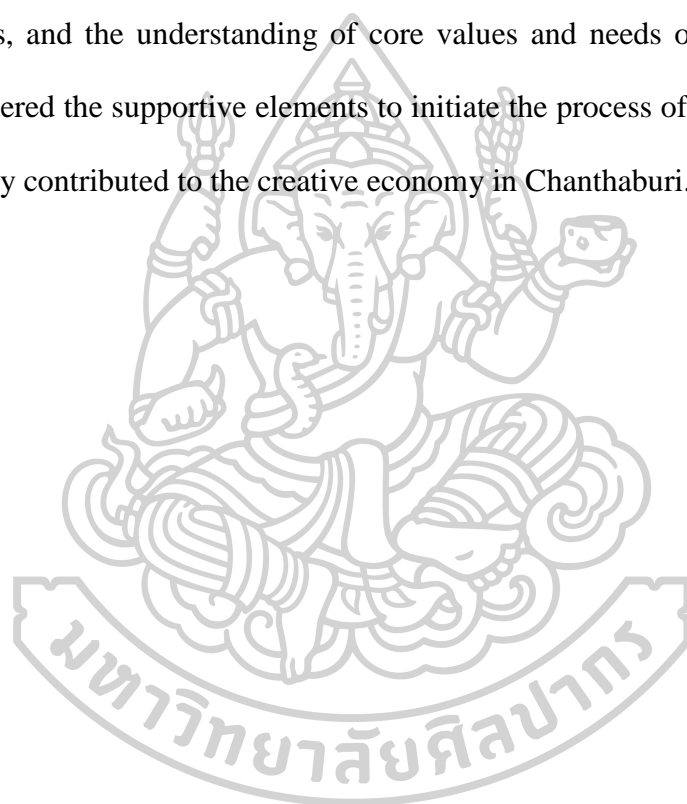 s, and the understanding of core values and needs o
ered the supportive elements to initiate the process of
y contributed to the creative economy in Chanthaburi.
มหาวิทยาลัยศิลปากร